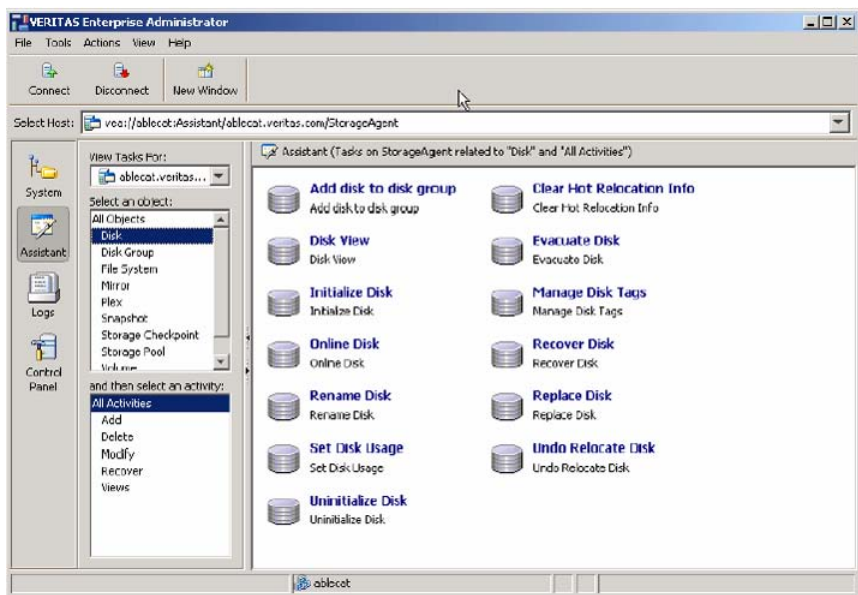 VERITAS Enterprise Administrator
File Tools Actions View Help
Connect Disconnect New Window
Select Host: vea://ablecat:Assistant/ablecat.veritas.com/StorageAgent
System
Assistant
Logs
Control
Panel
View Tasks For:
ablecat.veritas...
Select an object:
All Objects
Disk
Disk Group
File System
Mirror
Plex
Snapshot
Storage Checkpoint
Storage Pool
Volume
and then select an activity:
All Activities
Add
Delete
Modify
Recover
Views
Assistant (Tasks on StorageAgent related to "Disk" and "All Activities")
Add disk to disk group
Add disk to disk group
Disk View
Disk View
Initialize Disk
Initialize Disk
Online Disk
Online Disk
Rename Disk
Rename Disk
Set Disk Usage
Set Disk Usage
Uninitialize Disk
Uninitialize Disk
Clear Hot Relocation Info
Clear Hot Relocation Info
Evacuate Disk
Evacuate Disk
Manage Disk Tags
Manage Disk Tags
Recover Disk
Recover Disk
Replace Disk
Replace Disk
Undo Relocate Disk
Undo Relocate Disk
ablecat